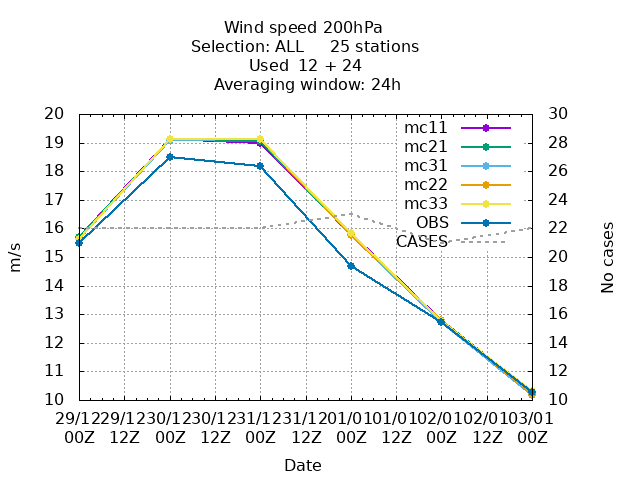 Wind speed 200hPa
Selection: ALL 25 stations
Used 12 + 24
Averaging window: 24h
20 30
19 mc11 28
18 mc21 26
mc31
17 mc22 24
mc33
16 OBS 22
CASES
15 20
14 18
13 16
12 14
11 12
10 10
m/s
No cases
29/12 29/12 30/12 30/12 31/12 31/12 01/01 01/01 02/01 02/01 03/01
00Z 12Z 00Z 12Z 00Z 12Z 00Z 12Z 00Z 12Z 00Z
Date